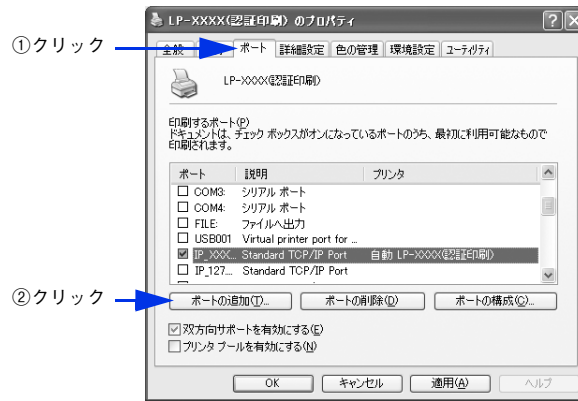 LP-XXXX(認証印刷) のプロパティ
①クリック
全般 ポート 詳細設定 色の管理 環境設定 ユーティリティ
LP-XXXX(認証印刷)
印刷するポート(P)
ドキュメントは、チェック ボックスがオンになっているポートのうち、最初に利用可能なもので
印刷されます。
ポート 説明 プリンタ
COM3: シリアル ポート
COM4: シリアル ポート
FILE: ファイルへ出力
USB001 Virtual printer port for ...
IP_XXX... Standard TCP/IP Port 自動 LP-XXXX(認証印刷)
IP_127... Standard TCP/IP Port
②クリック
ポートの追加(T)... ポートの削除(D) ポートの構成(C)...
双方向サポートを有効にする(E)
プリンタ プールを有効にする(N)
OK キャンセル 適用(A) ヘルプ